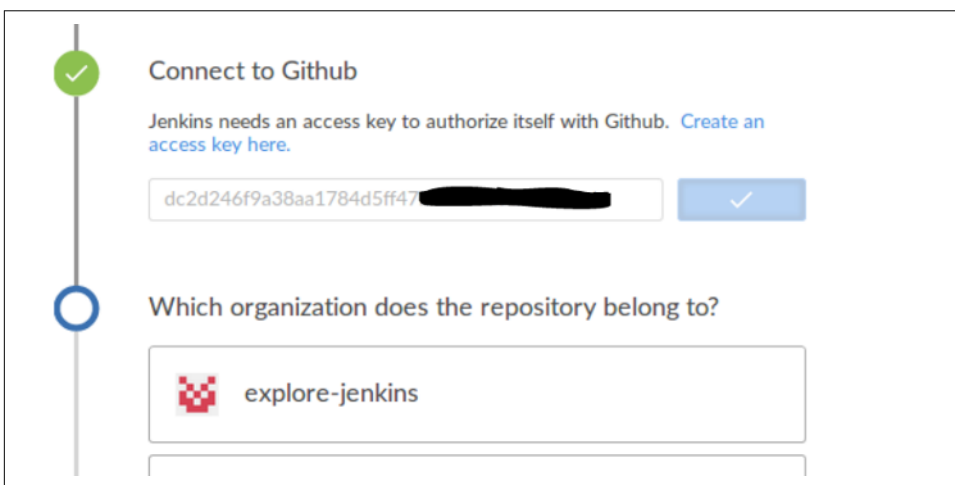 Connect to Github
Jenkins needs an access key to authorize itself with Github. Create an
access key here.
dc2d246f9a38aa1784d5ff47
Which organization does the repository belong to?
explore-jenkins